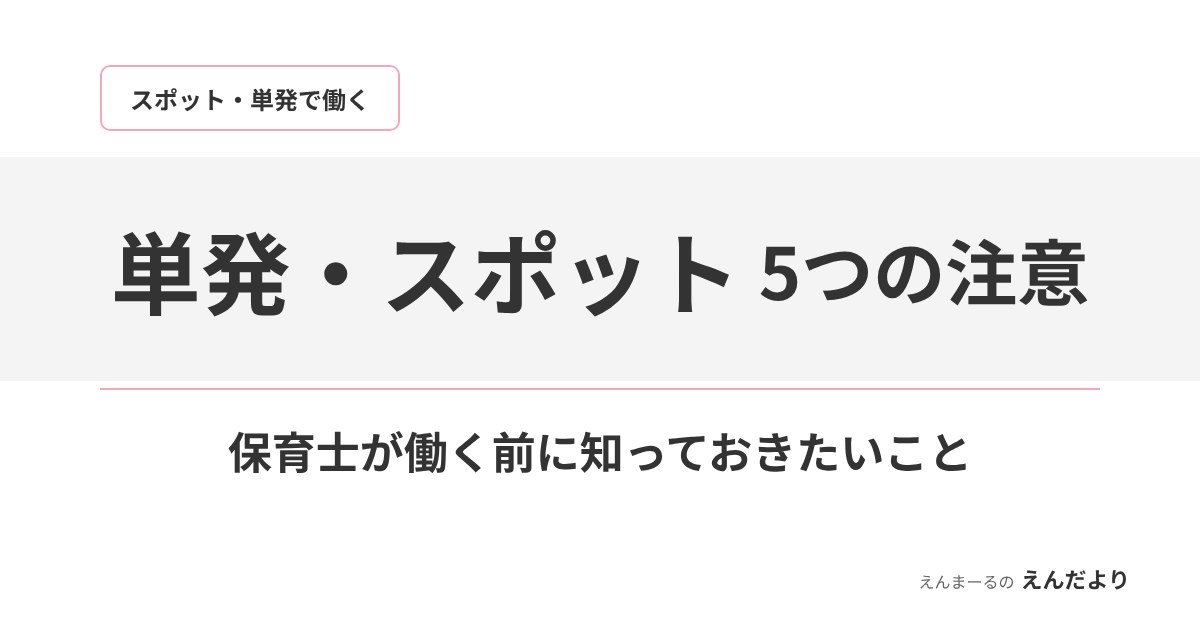 スポット・単発で働く
単発・スポット 5つの注意
保育士が働く前に知っておきたいこと
えんまーるの えんだより